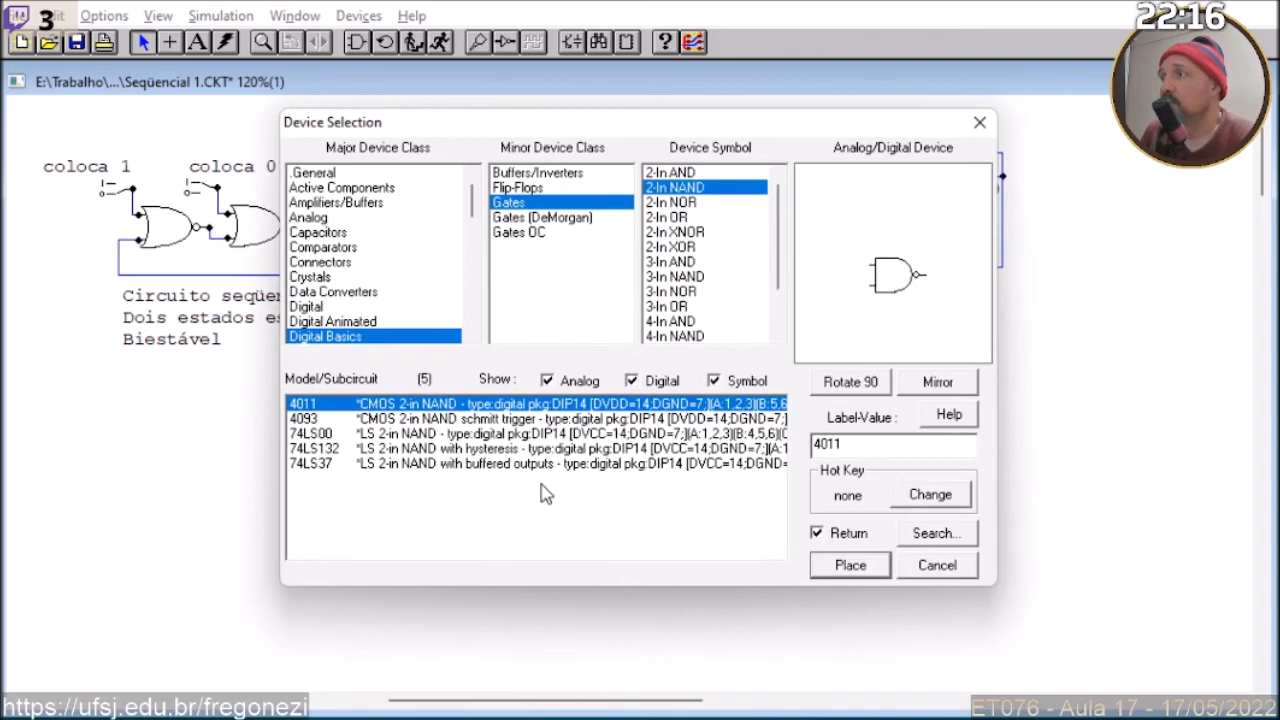 3
22:16
Edit Options View Simulation Window Devices Help
E:\Trabalho\...\Seqüencial 1.CKT* 120%(1)
Device Selection
Major Device Class
Minor Device Class
Device Symbol
Analog/Digital Device
coloca 1
coloca 0
.General
Active Components
Amplifiers/Buffers
Analog
Capacitors
Comparators
Connectors
Crystals
Data Converters
Digital
Digital Animated
Digital Basics
Buffers/Inverters
Flip-Flops
Gates
Gates (DeMorgan)
Gates OC
2-In AND
2-In NAND
2-In NOR
2-In OR
2-In XNOR
2-In XOR
3-In AND
3-In NAND
3-In NOR
3-In OR
4-In AND
4-In NAND
Circuito seqüen
Dois estados es
Biestável
Model/Subcircuit (5) Show : Analog Digital Symbol
4011 *CMOS 2-in NAND - type:digital pkg:DIP14 [DVDD=14;DGND=7;](A:1,2,3)(B:5,6
4093 *CMOS 2-in NAND schmitt trigger - type:digital pkg:DIP14 [DVDD=14;DGND=7;]
74LS00 *LS 2-in NAND - type:digital pkg:DIP14 [DVCC=14;DGND=7;](A:1,2,3)(B:4,5,6)(C
74LS132 *LS 2-in NAND with hysteresis - type:digital pkg:DIP14 [DVCC=14;DGND=7;](A:1
74LS37 *LS 2-in NAND with buffered outputs - type:digital pkg:DIP14 [DVCC=14;DGND=7;
Rotate 90
Mirror
Label-Value :
Help
4011
Hot Key
none
Change
Return
Search...
Place
Cancel
https://ufsj.edu.br/fregonezi
ET076 - Aula 17 - 17/05/2022